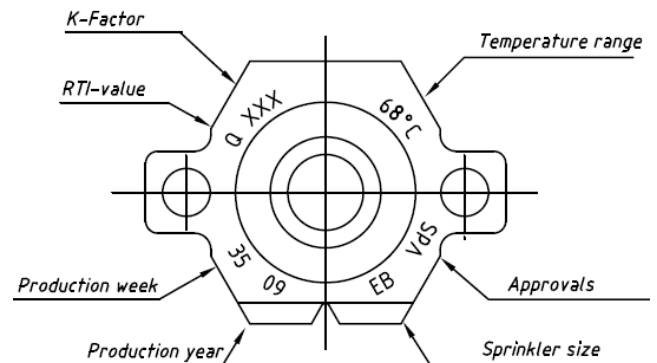 K-Factor
Temperature range
RTI-value
Q XXX
68°C
35
09
EB
VdS
Production week
Approvals
Production year
Sprinkler size